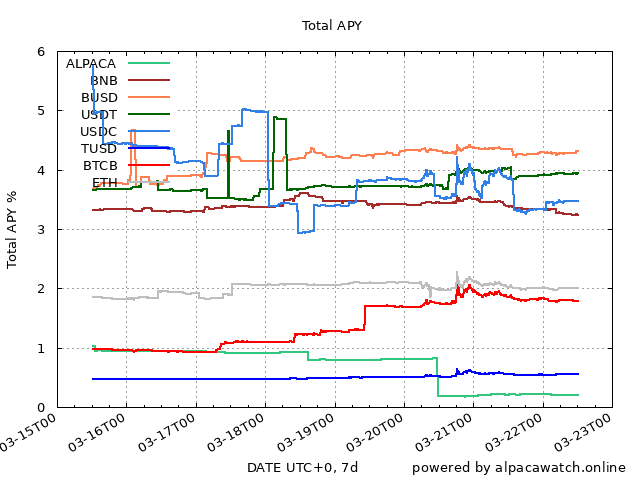 Total APY
Total APY %
6
5
4
3
2
1
0
ALPACA
BNB
BUSD
USDT
USDC
TUSD
BTCB
ETH
03-15T00
03-16T00
03-17T00
03-18T00
03-19T00
03-20T00
03-21T00
03-22T00
03-23T00
DATE UTC+0, 7d
powered by alpacawatch.online